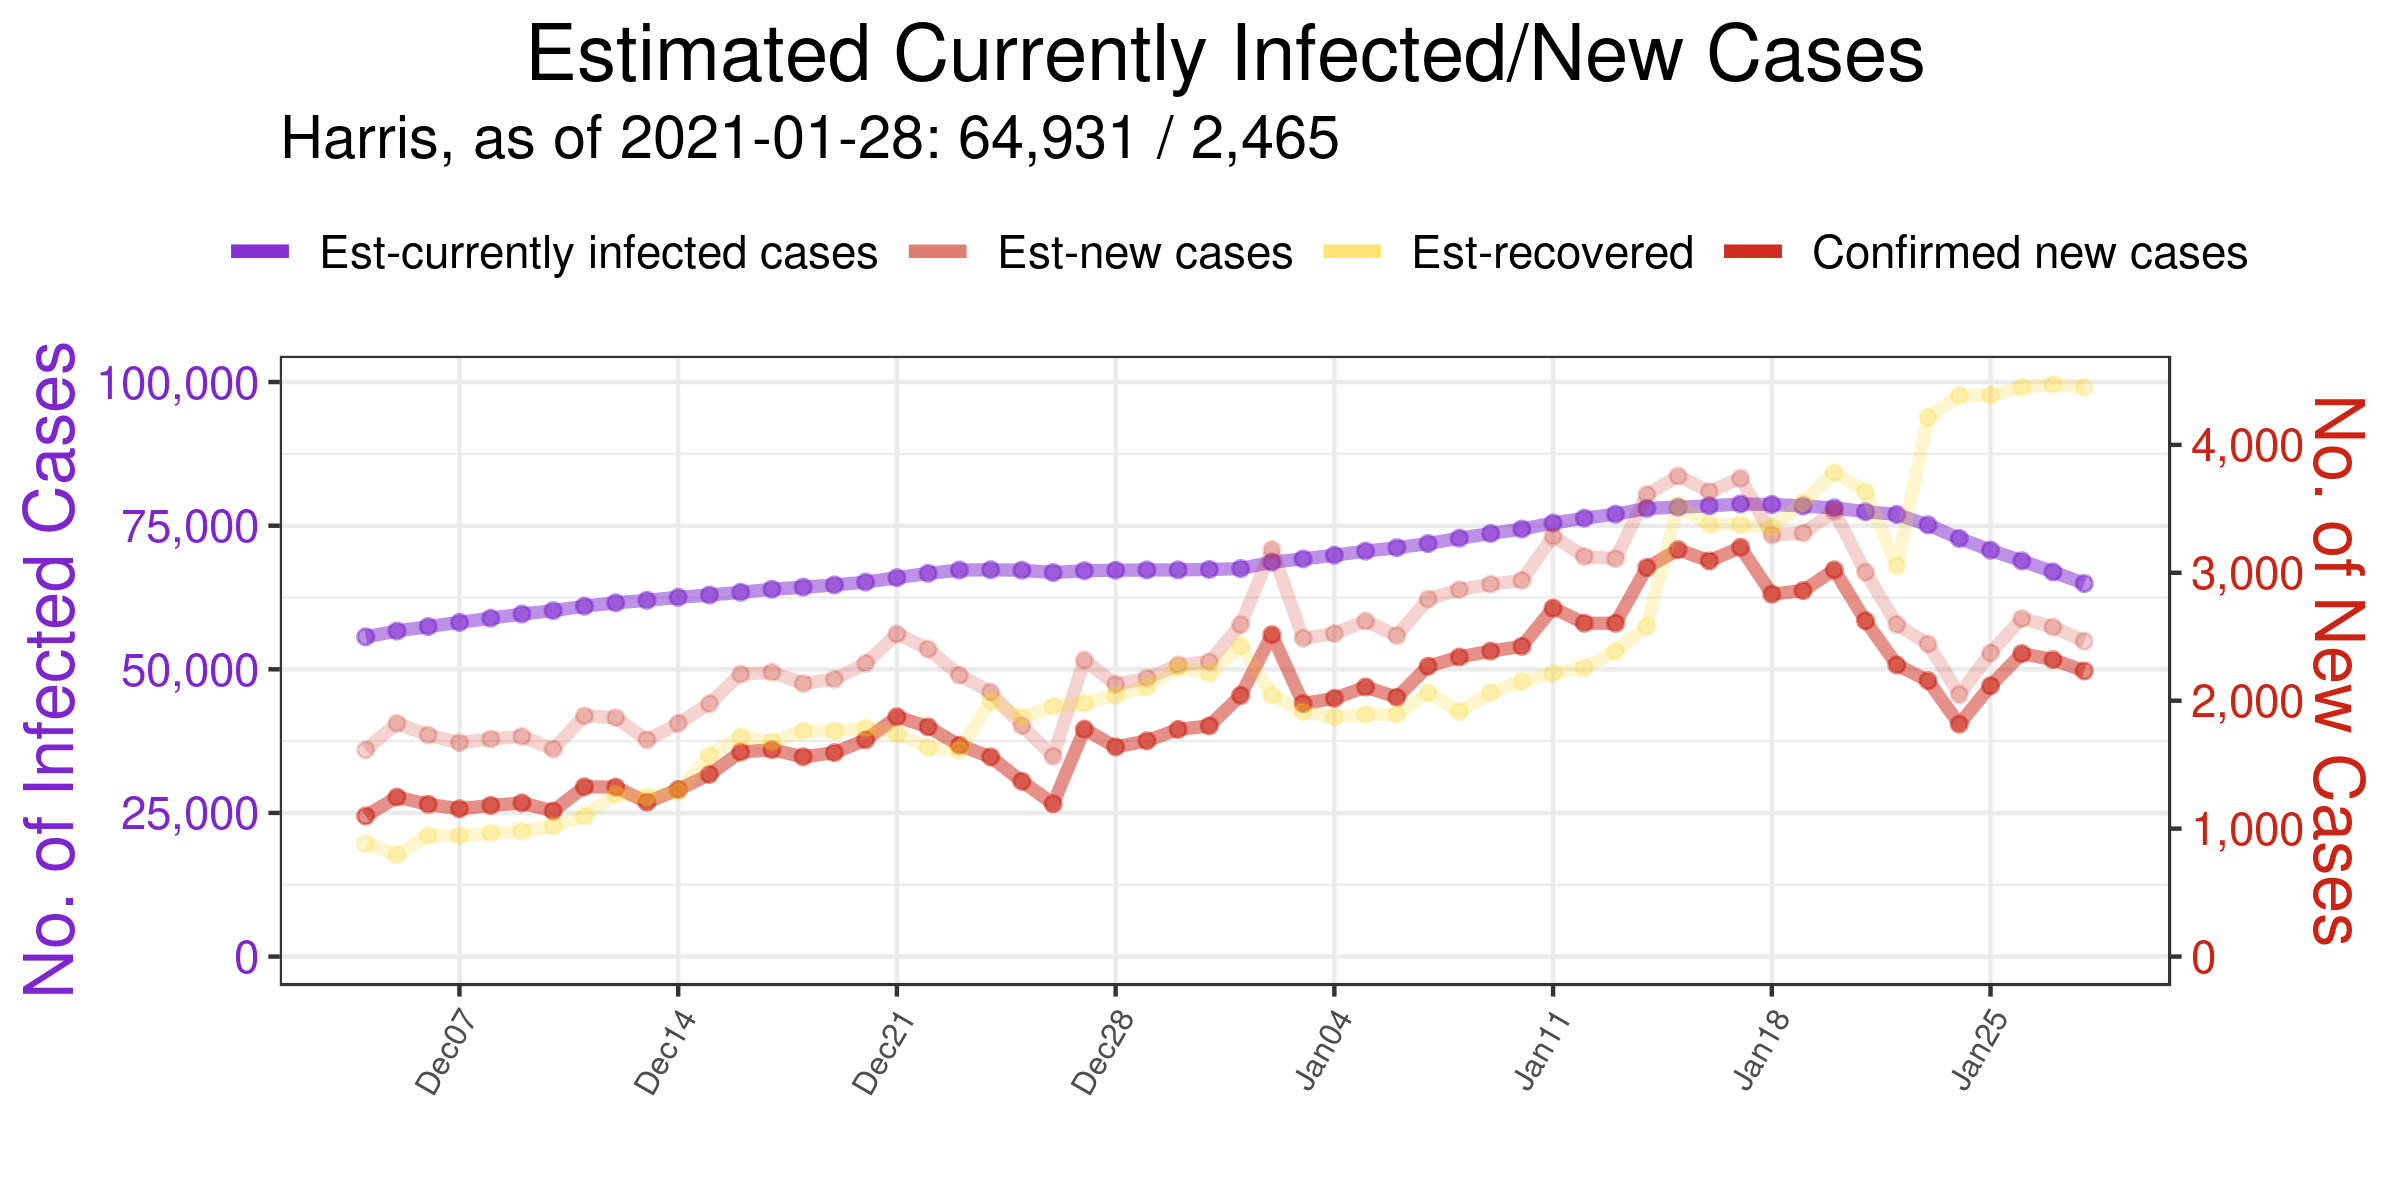 Estimated Currently Infected/New Cases
Harris, as of 2021-01-28: 64,931 / 2,465
Est-currently infected cases Est-new cases Est-recovered Confirmed new cases
No. of Infected Cases
100,000
75,000
50,000
25,000
0
4,000
3,000
2,000
1,000
0
No. of New Cases
Dec07 Dec14 Dec21 Dec28 Jan04 Jan11 Jan18 Jan25